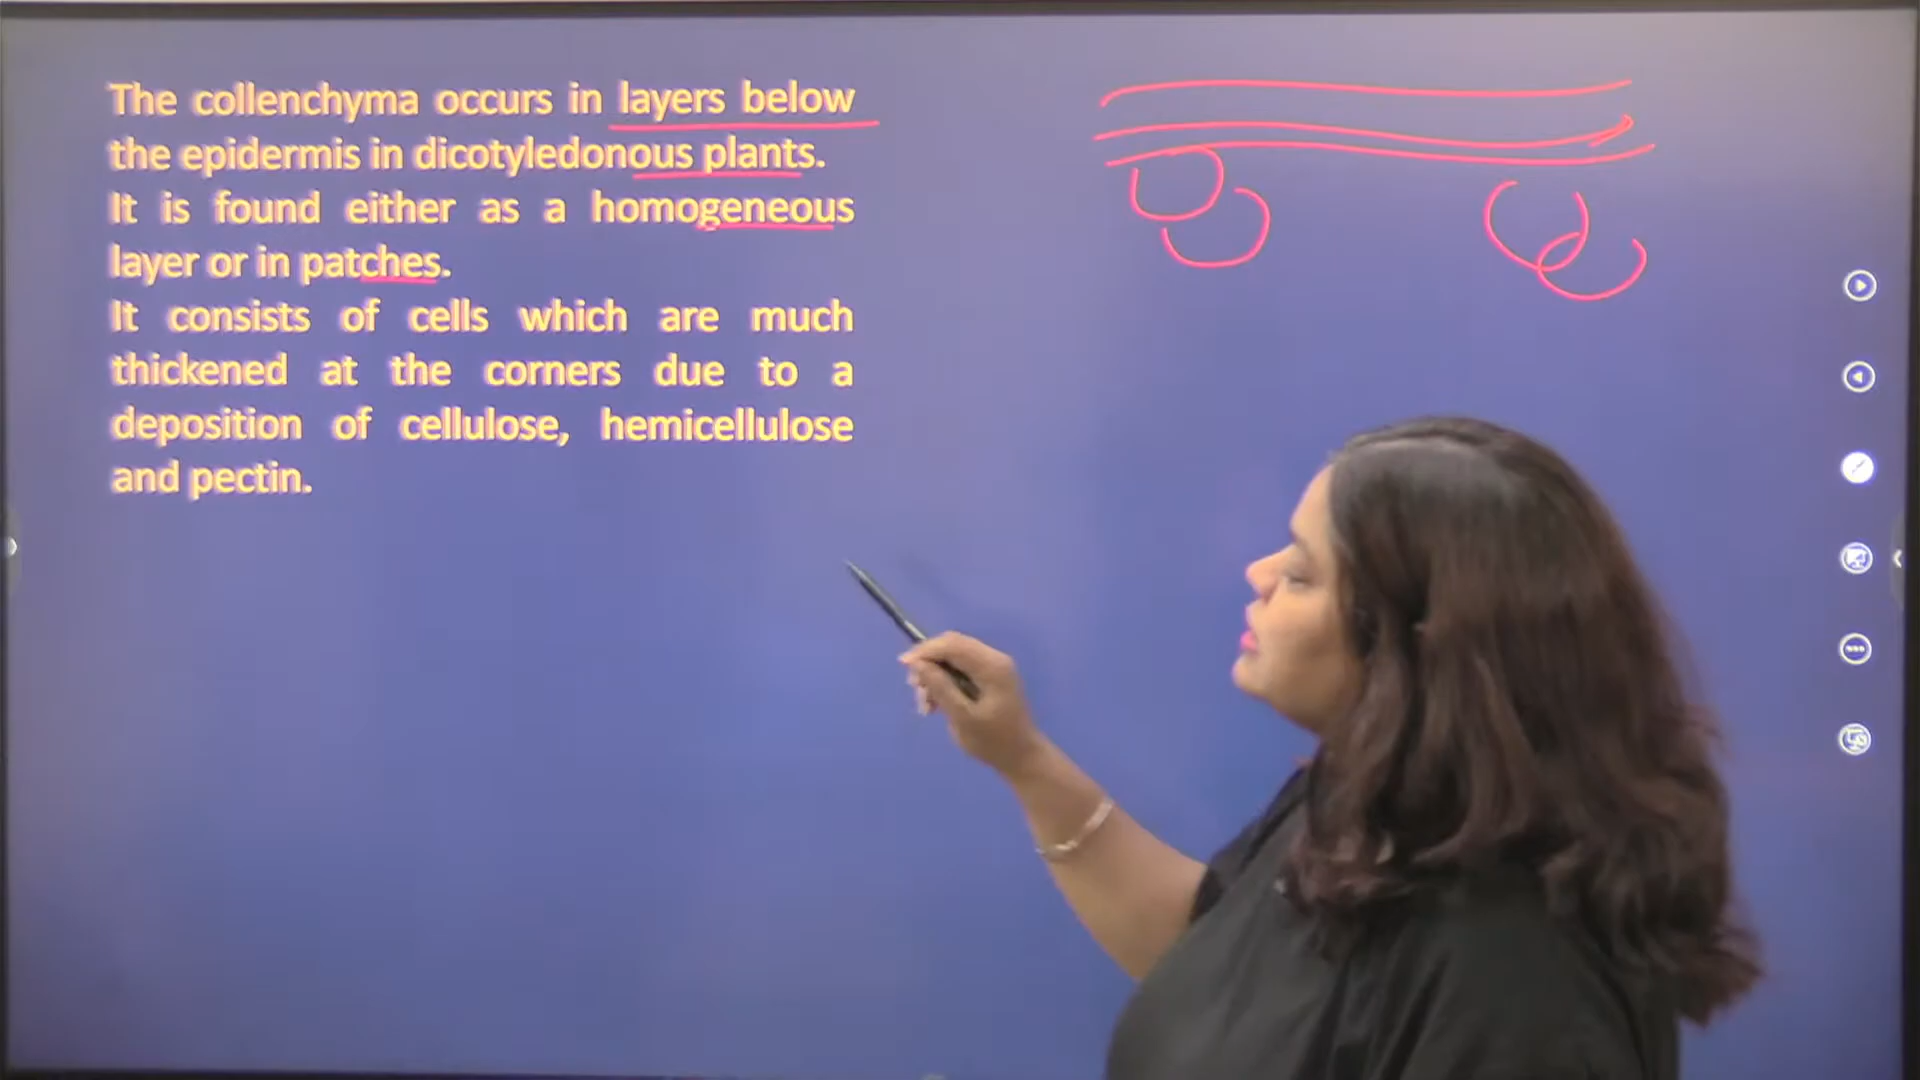 The collenchyma occurs in layers below
the epidermis in dicotyledonous plants.
It is found either as a homogeneous
layer or in patches.
It consists of cells which are much
thickened at the corners due to a
deposition of cellulose, hemicellulose
and pectin.